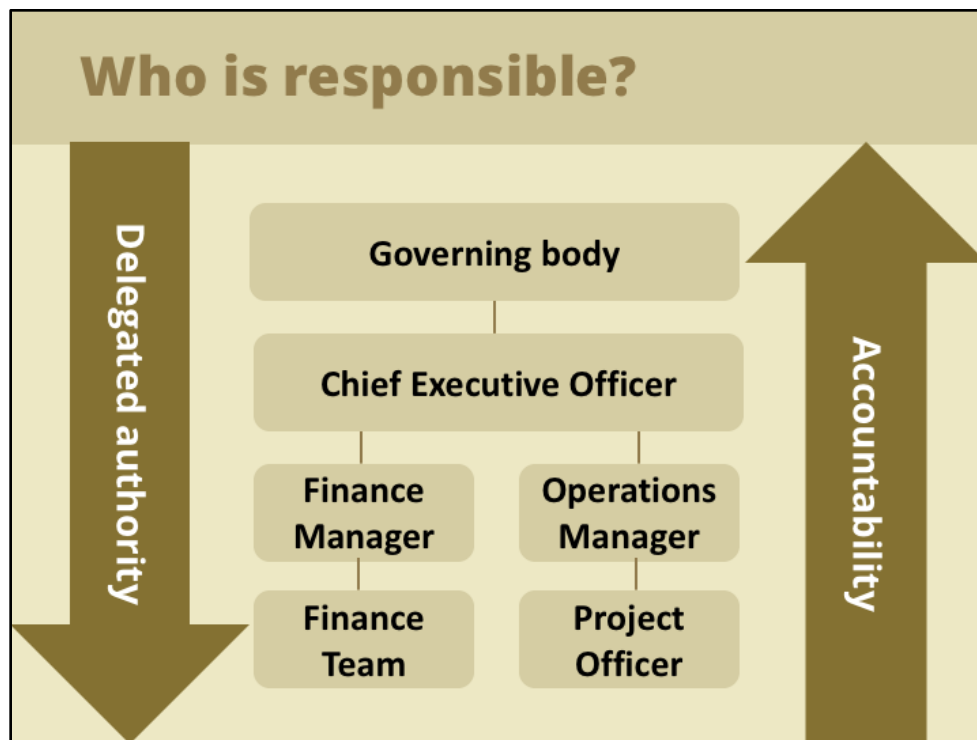 Who is responsible?
Delegated authority
Governing body
Chief Executive Officer
Finance
Manager
Operations
Manager
Finance
Team
Project
Officer
Accountability